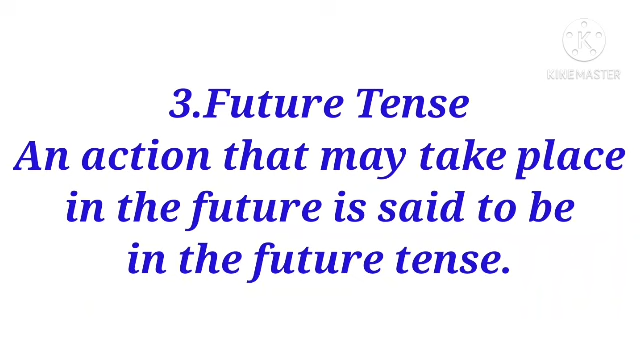 KINEMASTER
3.Future Tense
An action that may take place
in the future is said to be
in the future tense.